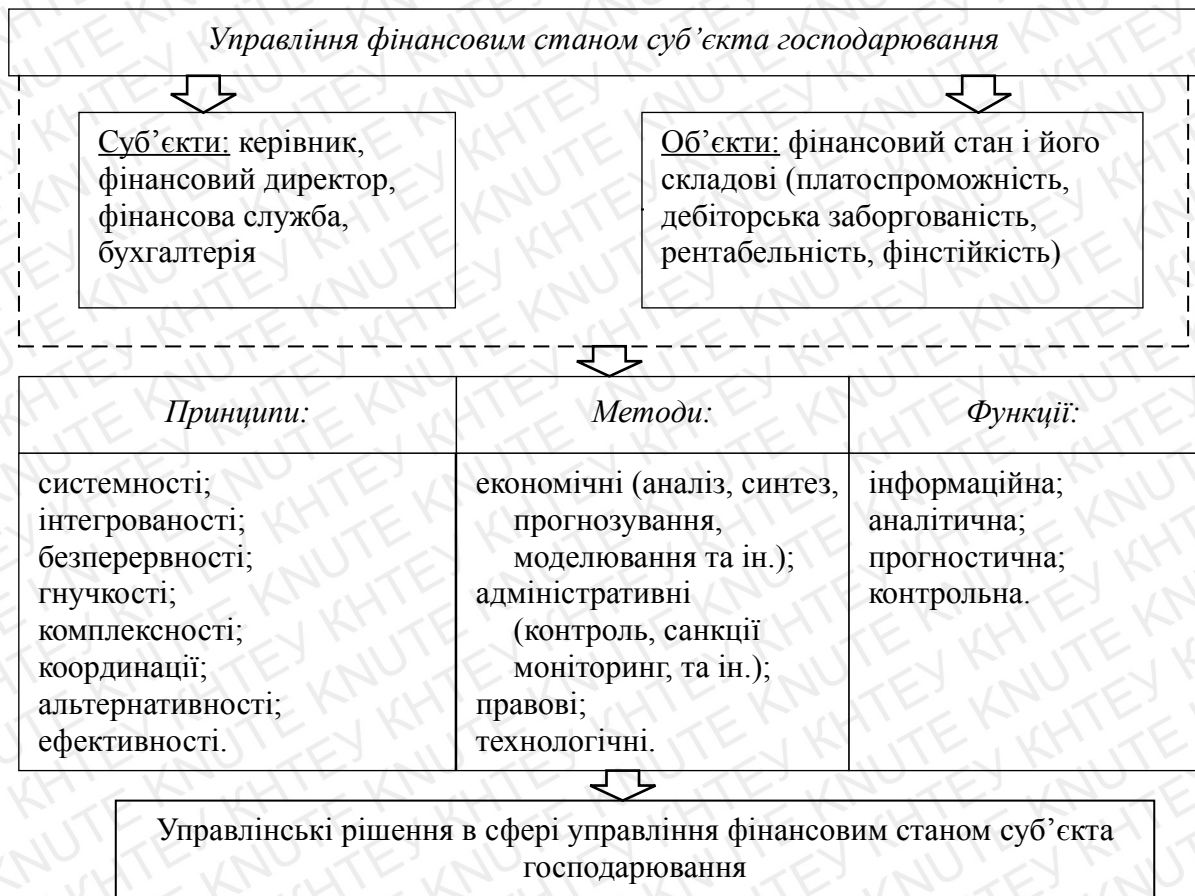 Управління фінансовим станом суб’єкта господарювання
Суб’єкти: керівник,
фінансовий директор,
фінансова служба,
бухгалтерія
Об’єкти: фінансовий стан і його
складові (платоспроможність,
дебіторська заборгованість,
рентабельність, фінстійкість)
Принципи:
системності;
інтегрованості;
безперервності;
гнучкості;
комплексності;
координації;
альтернативності;
ефективності.
Методи:
економічні (аналіз, синтез,
прогнозування,
моделювання та ін.);
адміністративні
(контроль, санкції
моніторинг, та ін.);
правові;
технологічні.
Функції:
інформаційна;
аналітична;
прогностична;
контрольна.
Управлінські рішення в сфері управління фінансовим станом суб’єкта
господарювання